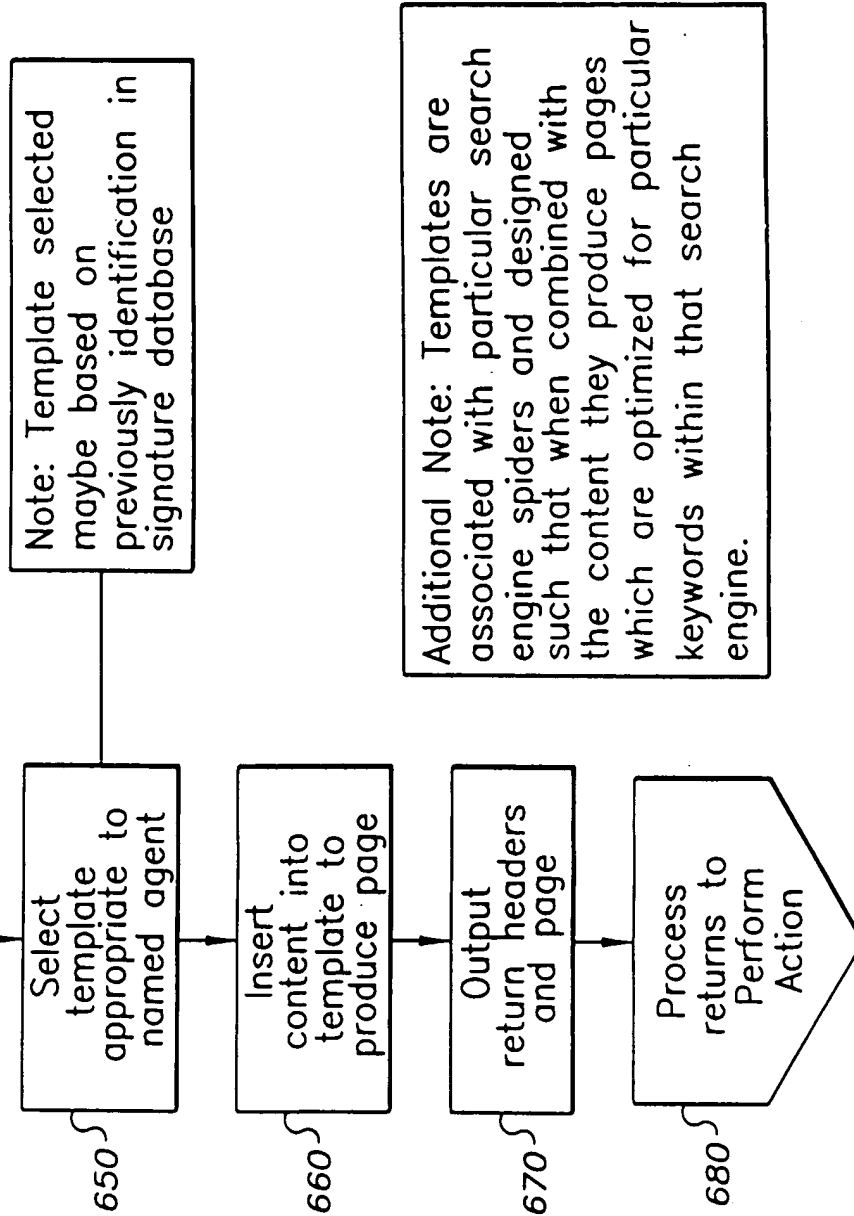 Select
template
appropriate to
named agent
650
Note: Template selected
maybe based on
previously identification in
signature database
Insert
content into
template to
produce page
660
Output
return headers
and page
670
Process
returns to
Perform
Action
680
Additional Note: Templates are
associated with particular search
engine spiders and designed
such that when combined with
the content they produce pages
which are optimized for particular
keywords within that search
engine.